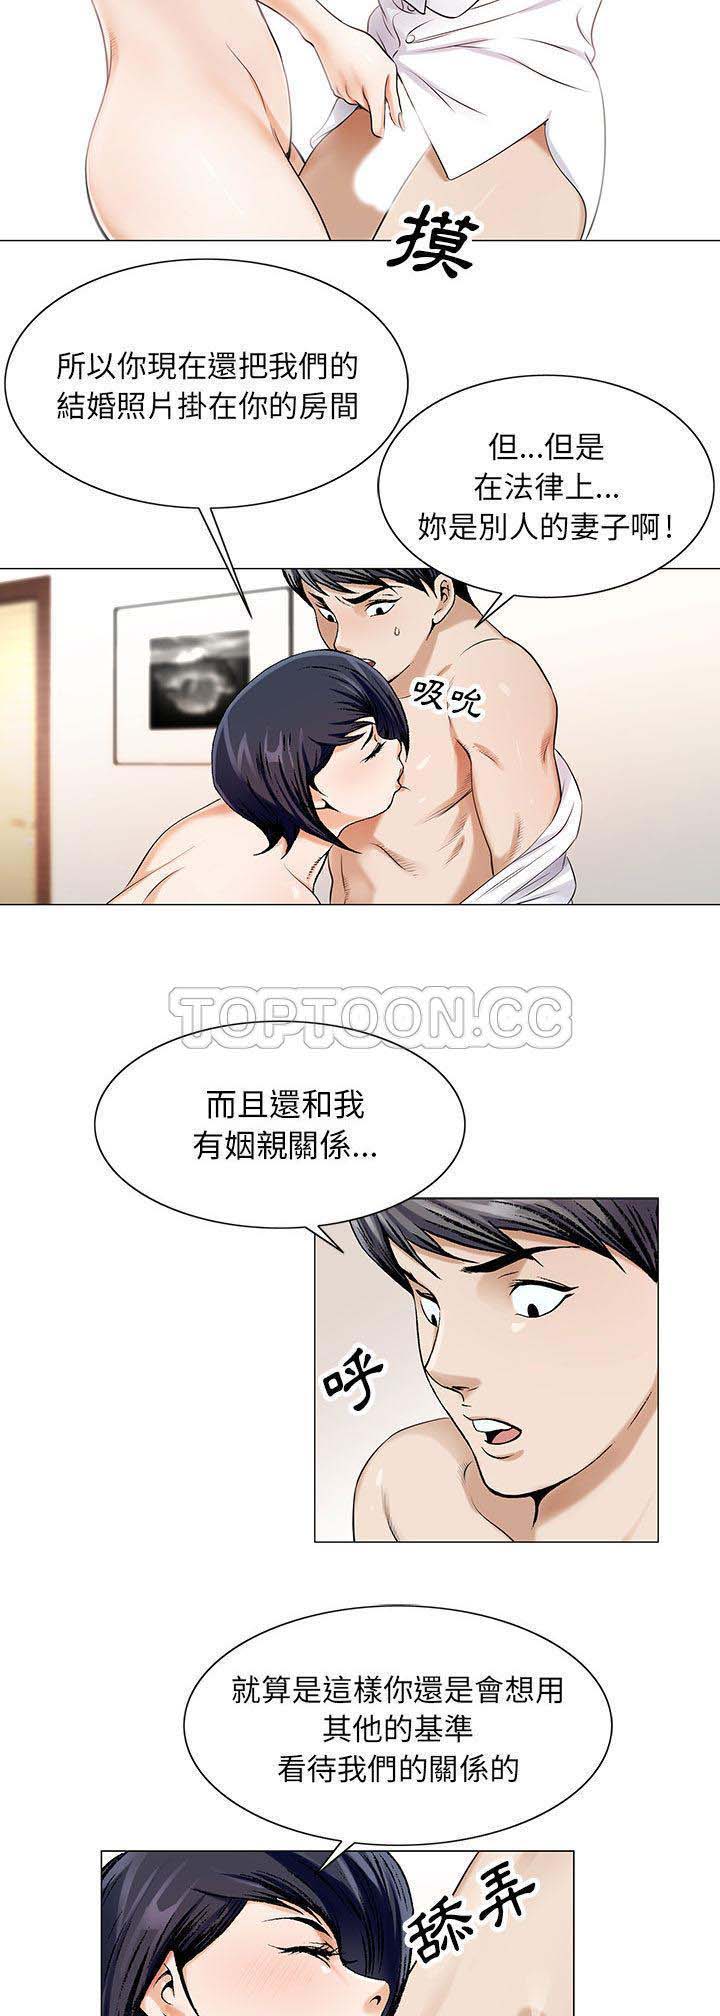 摸
所以你現在還把我們的
結婚照片掛在你的房間
但...但是
在法律上...
妳是別人的妻子啊!
吸吮
TOPTOON.CC
而且還和我
有姻親關係...
呼
就算是這樣你還是會想用
其他的基準
看待我們的關係的
舔弄